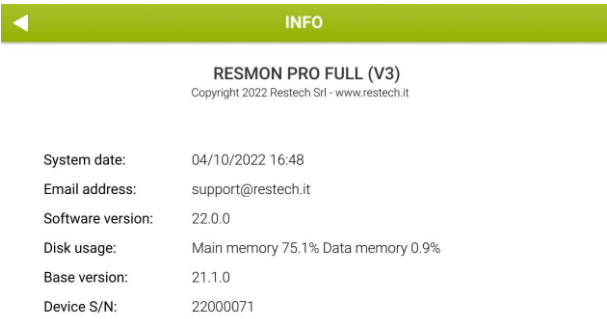 INFO
RESMON PRO FULL (V3)
Copyright 2022 Restech Srl - www.restech.it
System date: 04/10/2022 16:48
Email address: support@restech.it
Software version: 22.0.0
Disk usage: Main memory 75.1% Data memory 0.9%
Base version: 21.1.0
Device S/N: 22000071